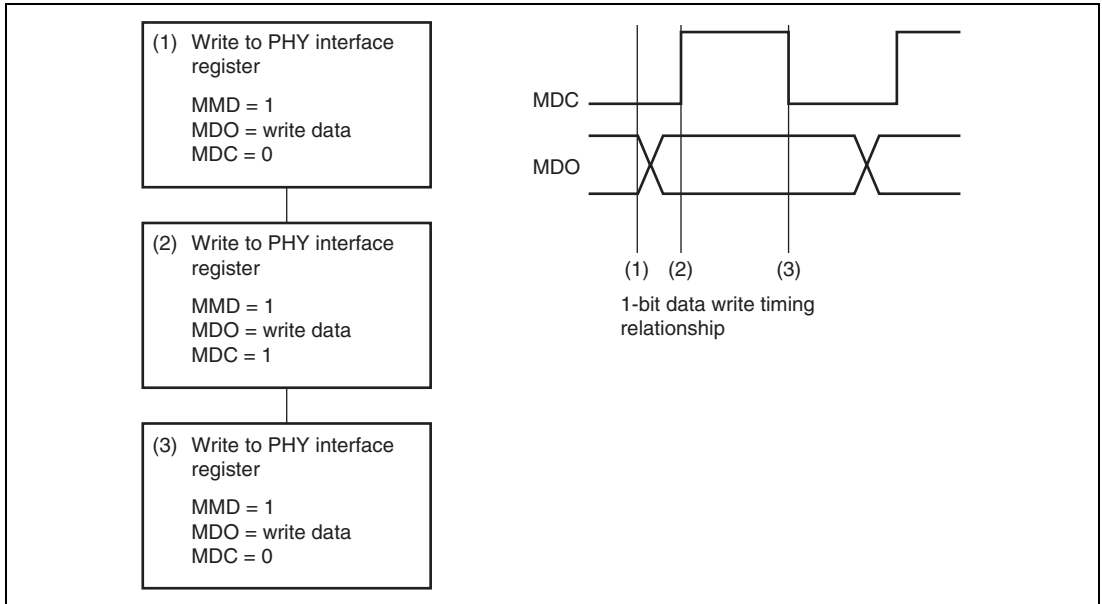 (1) Write to PHY interface
register
MMD = 1
MDO = write data
MDC = 0
(2) Write to PHY interface
register
MMD = 1
MDO = write data
MDC = 1
(3) Write to PHY interface
register
MMD = 1
MDO = write data
MDC = 0
MDC
MDO
(1) (2) (3)
1-bit data write timing
relationship